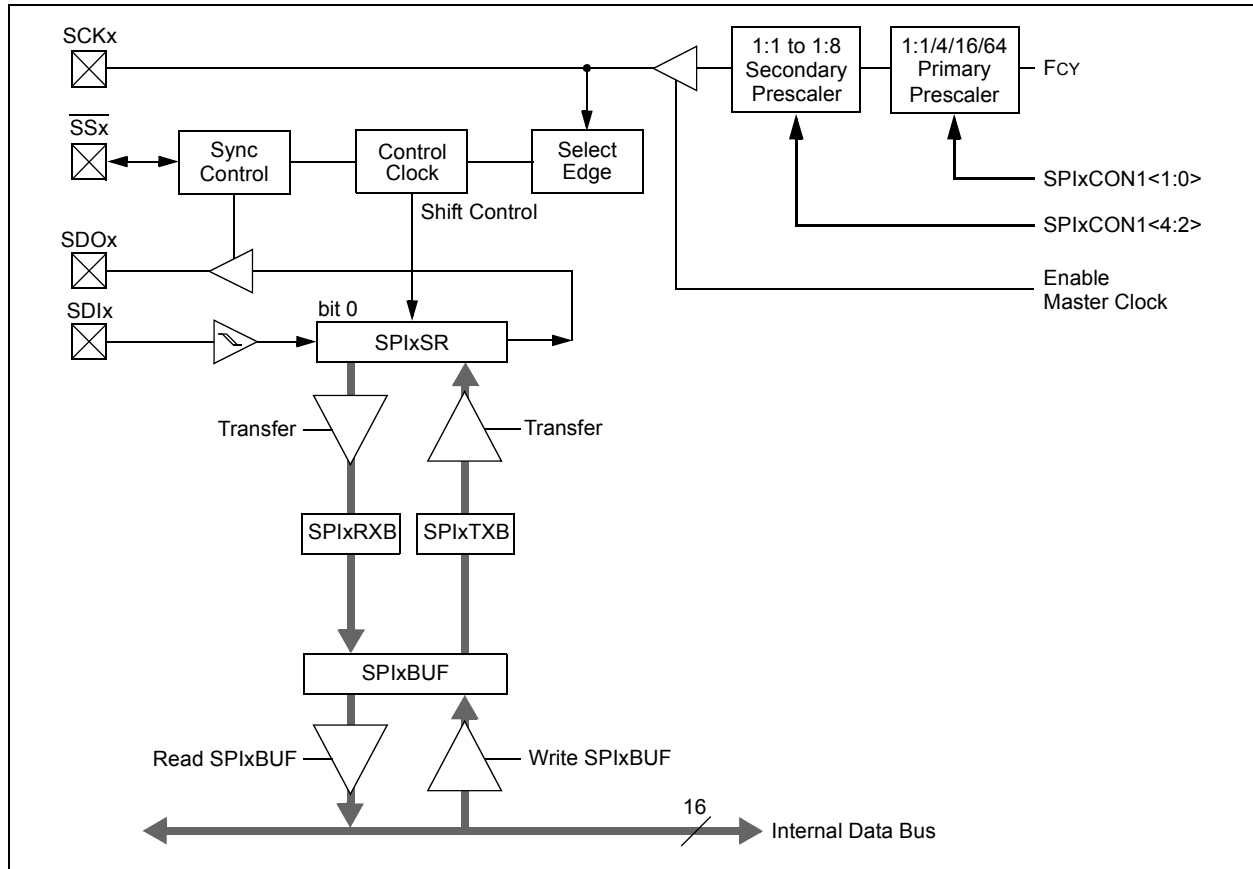 SCKx
1:1 to 1:8
Secondary
Prescaler
1:1/4/16/64
Primary
Prescaler
FCY
SSx
Sync
Control
Control
Clock
Select
Edge
SPIxCON1<1:0>
Shift Control
SPIxCON1<4:2>
SDOx
Enable
Master Clock
SDIx
bit 0
SPIxSR
Transfer
Transfer
SPIxRXB
SPIxTXB
SPIxBUF
Read SPIxBUF
Write SPIxBUF
16
Internal Data Bus